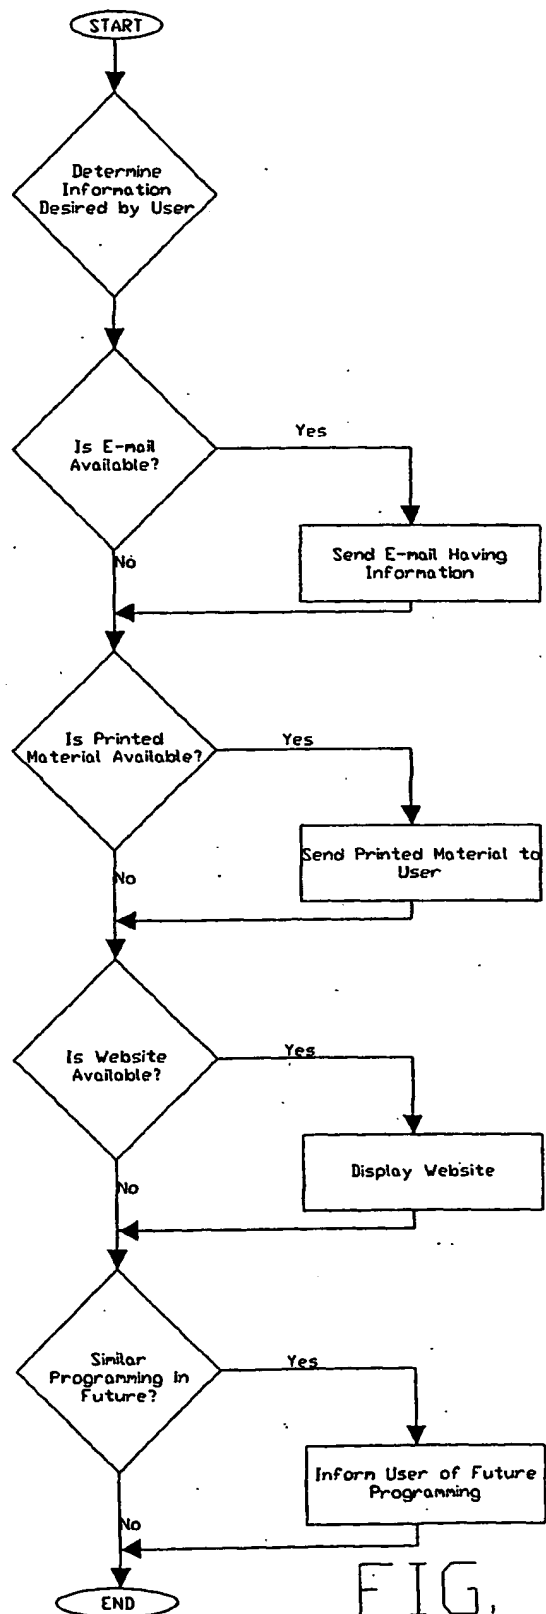 START
Determine
Information
Desired by User
Is E-mail
Available?
Yes
Send E-mail Having
Information
No
Is Printed
Material Available?
Yes
Send Printed Material to
User
No
Is Website
Available?
Yes
Display Website
No
Similar
Programming in
Future?
Yes
Inform User of Future
Programming
No
END
FIG.